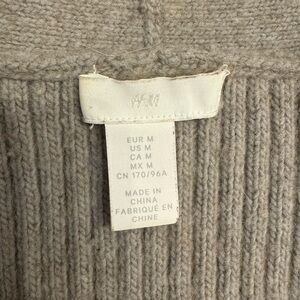 H&M
EUR M
US M
CA M
MX M
CN 170/96A
MADE IN
CHINA
FABRIQUÉ EN
CHINE